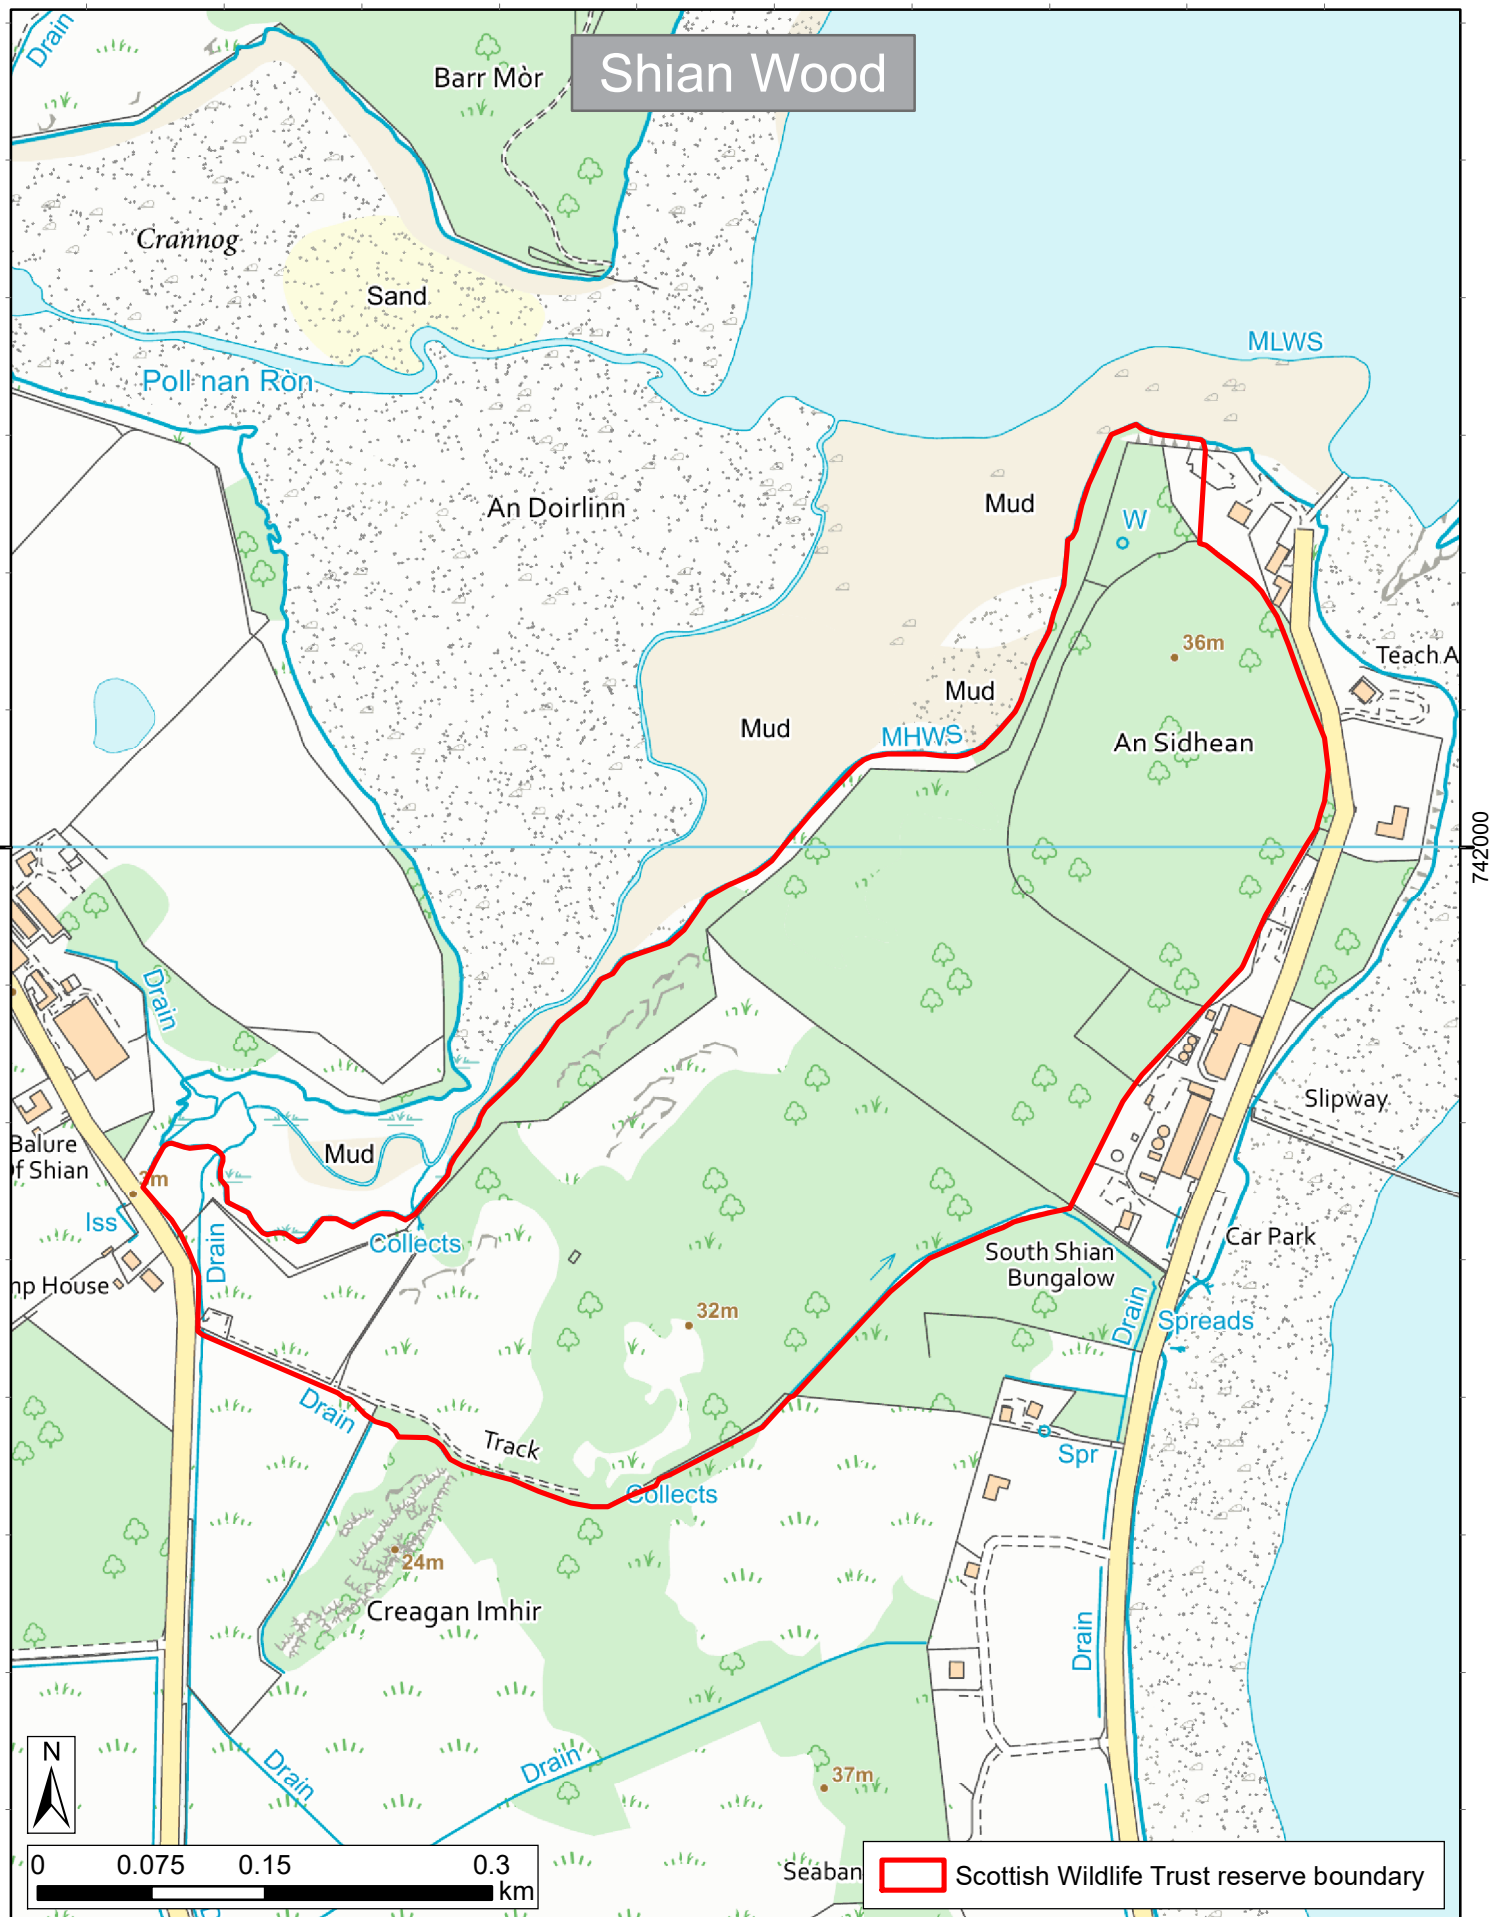 Drain
Barr Mòr
Shian Wood
Crannog
Sand
MLWS
Poll nan Ròn
An Doirlinn
Mud
W
36m
Teach A
Mud
Mud
MHWS
An Sidhean
742000
Drain
Slipway
Balure
Of Shian
Mud
3m
Iss
Drain
Collects
Car Park
South Shian
Bungalow
mp House
Drain
Spreads
32m
Drain
Track
Spr
Collects
24m
Creagan Imhir
Drain
N
Drain
Drain
37m
0 0.075 0.15 0.3
km
Seaban
Scottish Wildlife Trust reserve boundary